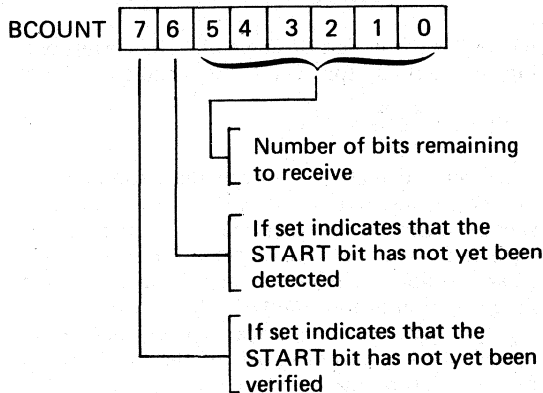 BCOUNT 7 6 5 4 3 2 1 0
Number of bits remaining
to receive
If set indicates that the
START bit has not yet been
detected
If set indicates that the
START bit has not yet been
verified